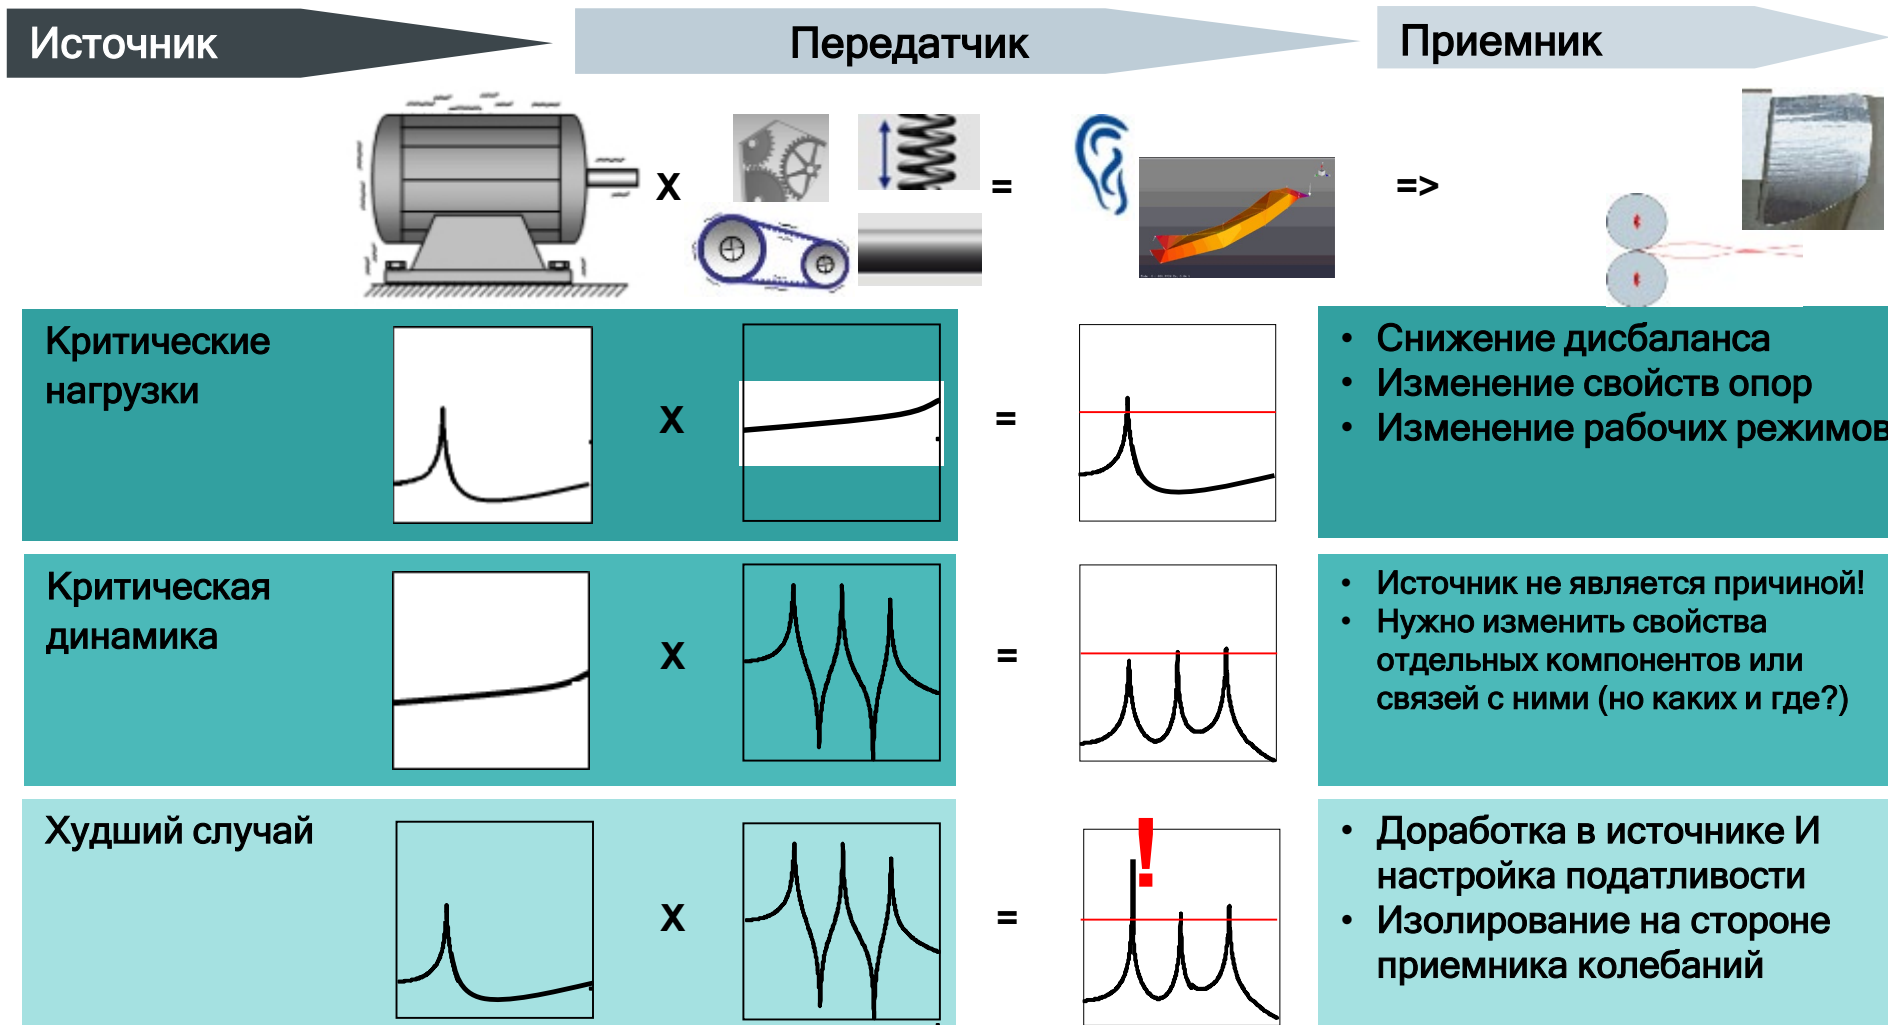 Источник
Передатчик
Приемник
X
=
=>
Критические
нагрузки
X
=
• Снижение дисбаланса
• Изменение свойств опор
• Изменение рабочих режимов
Критическая
динамика
X
=
• Источник не является причиной!
• Нужно изменить свойства
отдельных компонентов или
связей с ними (но каких и где?)
Худший случай
X
=
!
• Доработка в источнике И
настройка податливости
• Изолирование на стороне
приемника колебаний